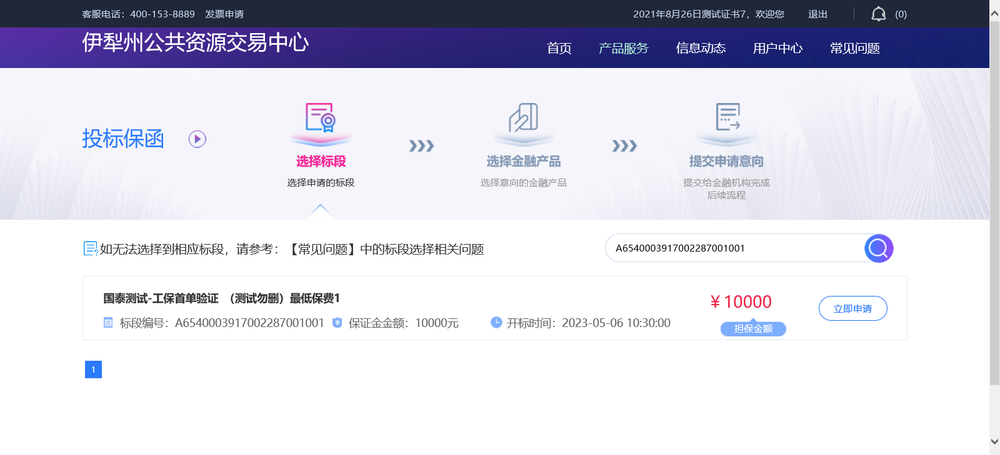 客服电话：400-153-8889 发票申请 2021年8月26日测试证书7，欢迎您 退出 (0)
伊犁州公共资源交易中心
首页 产品服务 信息动态 用户中心 常见问题
投标保函
选择标段 选择金融产品 提交申请意向
选择申请的标段 选择意向的金融产品 提交给金融机构完成
后续流程
如无法选择到相应标段，请参考：【常见问题】中的标段选择相关问题 A6540003917002287001001
国泰测试-工保首单验证 （测试勿删）最低保费1
¥ 10000
立即申请
标段编号：A6540003917002287001001 保证金金额：10000元 开标时间：2023-05-06 10:30:00
担保金额
1